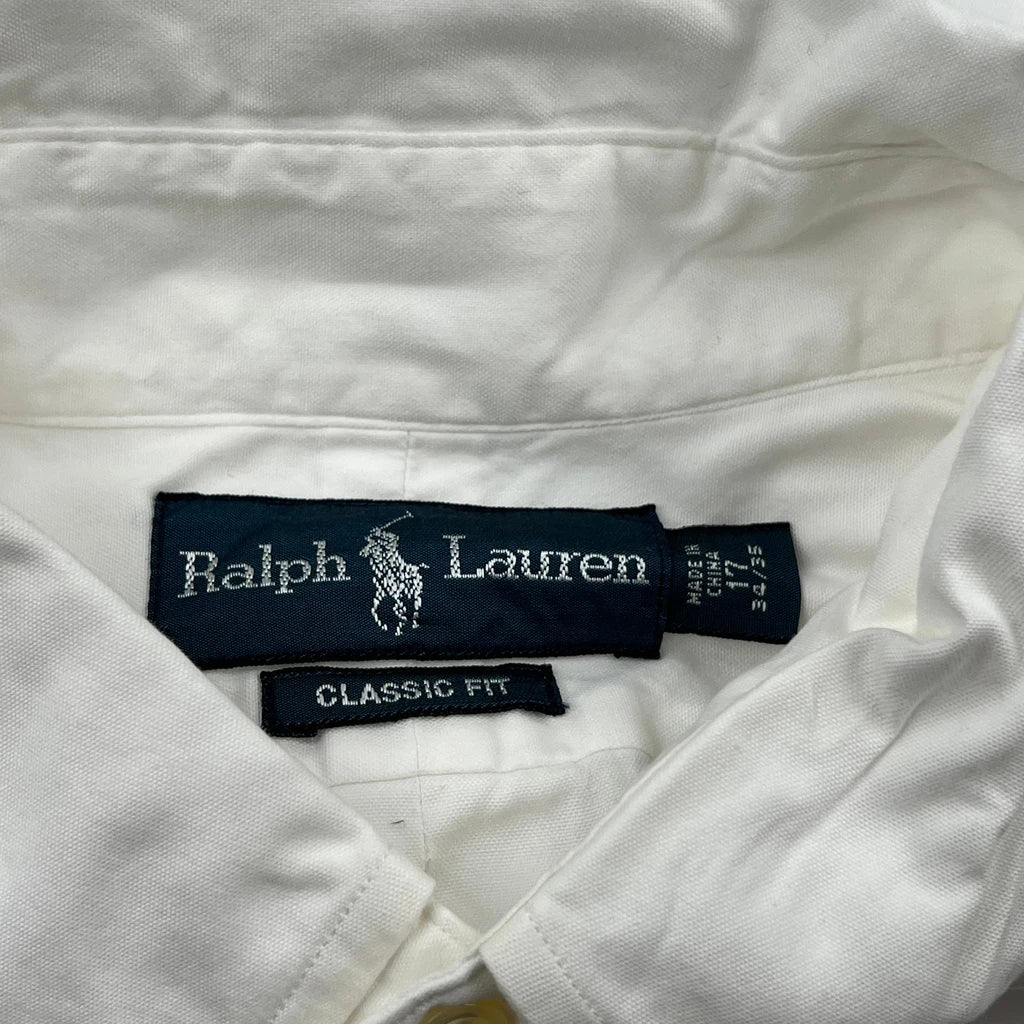 Ralph Lauren
MADE IN
CHINA
17
34/35
CLASSIC FIT